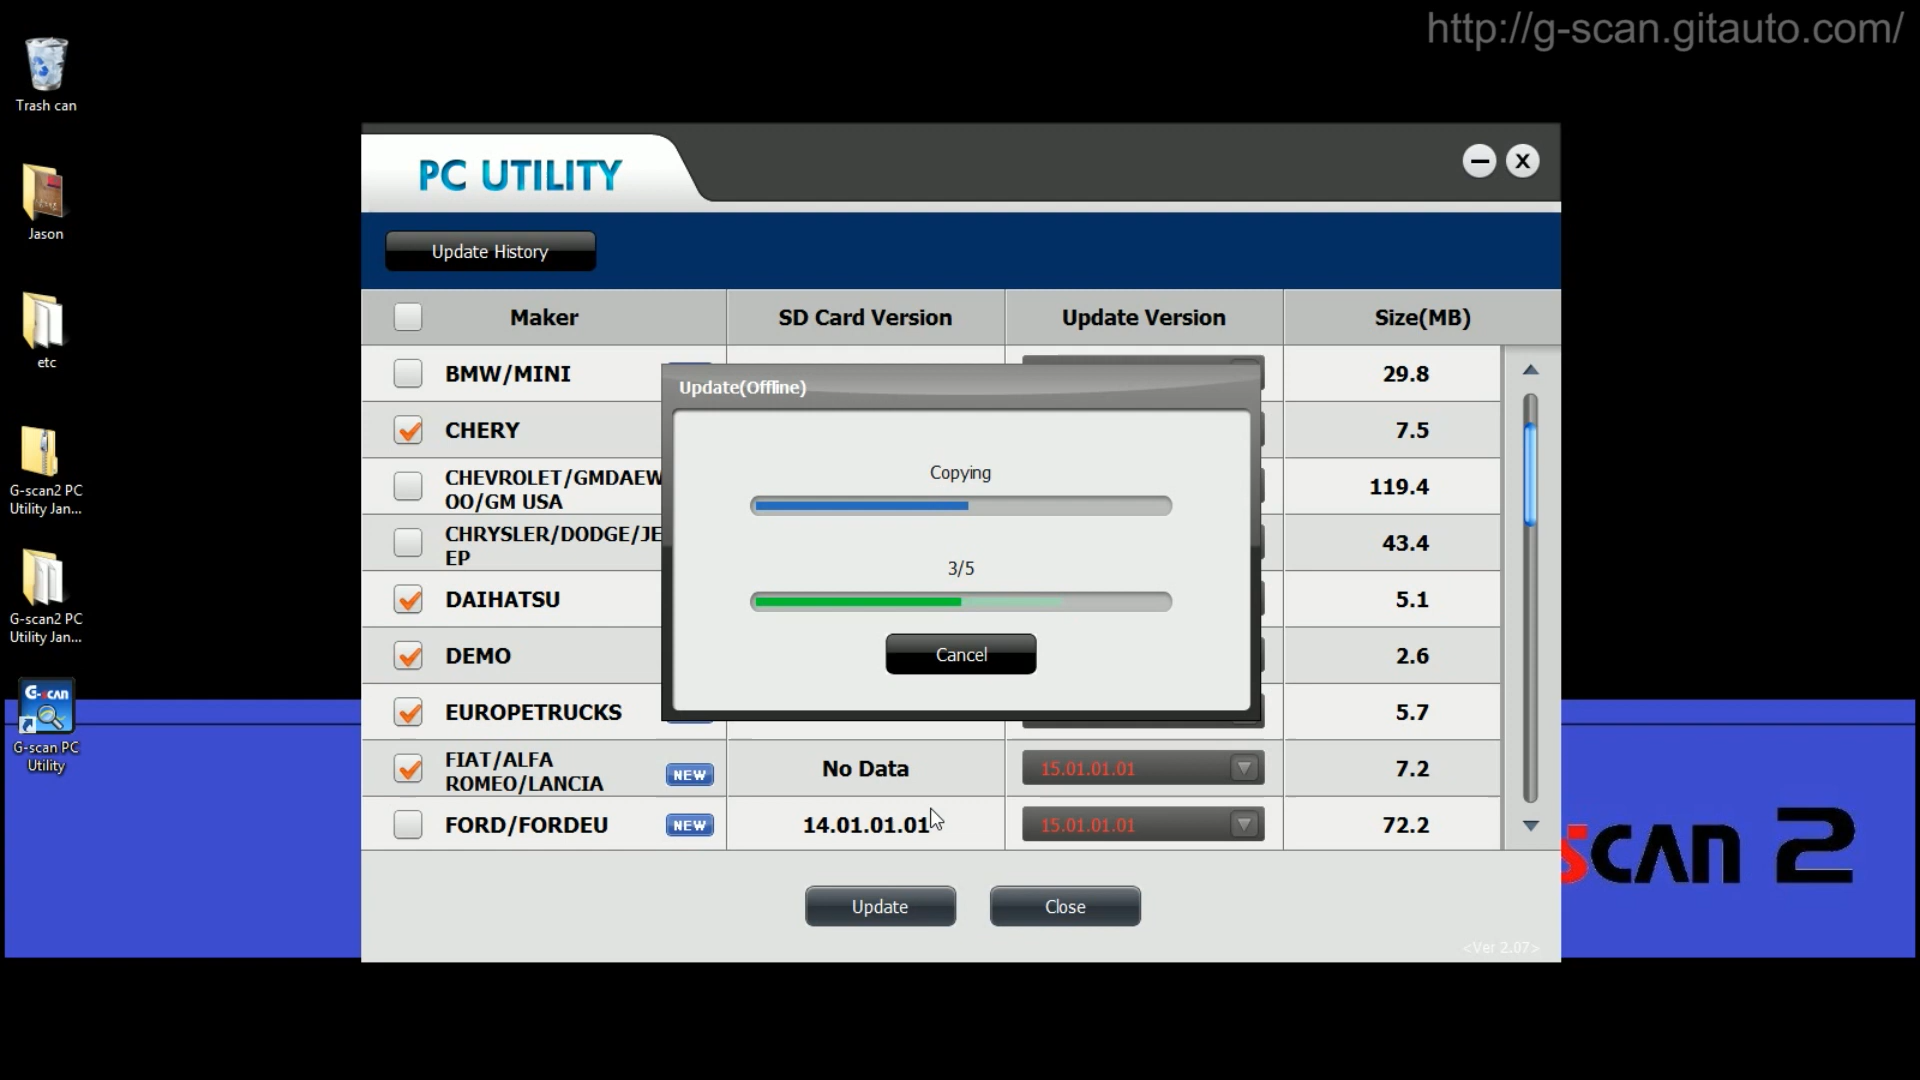 http://g-scan.gitauto.com/
Trash can
Jason
etc
G-scan2 PC
Utility Jan...
G-scan2 PC
Utility Jan...
G-scan
G-scan PC
Utility
PC UTILITY
Update History
Maker SD Card Version Update Version Size(MB)
BMW/MINI 29.8
CHERY 7.5
CHEVROLET/GMDAEW
OO/GM USA 119.4
CHRYSLER/DODGE/JE
EP 43.4
DAIHATSU 5.1
DEMO 2.6
EUROPETRUCKS 5.7
FIAT/ALFA
ROMEO/LANCIA NEW No Data 15.01.01.01 7.2
FORD/FORDEU NEW 14.01.01.01 15.01.01.01 72.2
Update(Offline)
Copying
3/5
Cancel
Update Close
<Ver 2.07>
scan 2